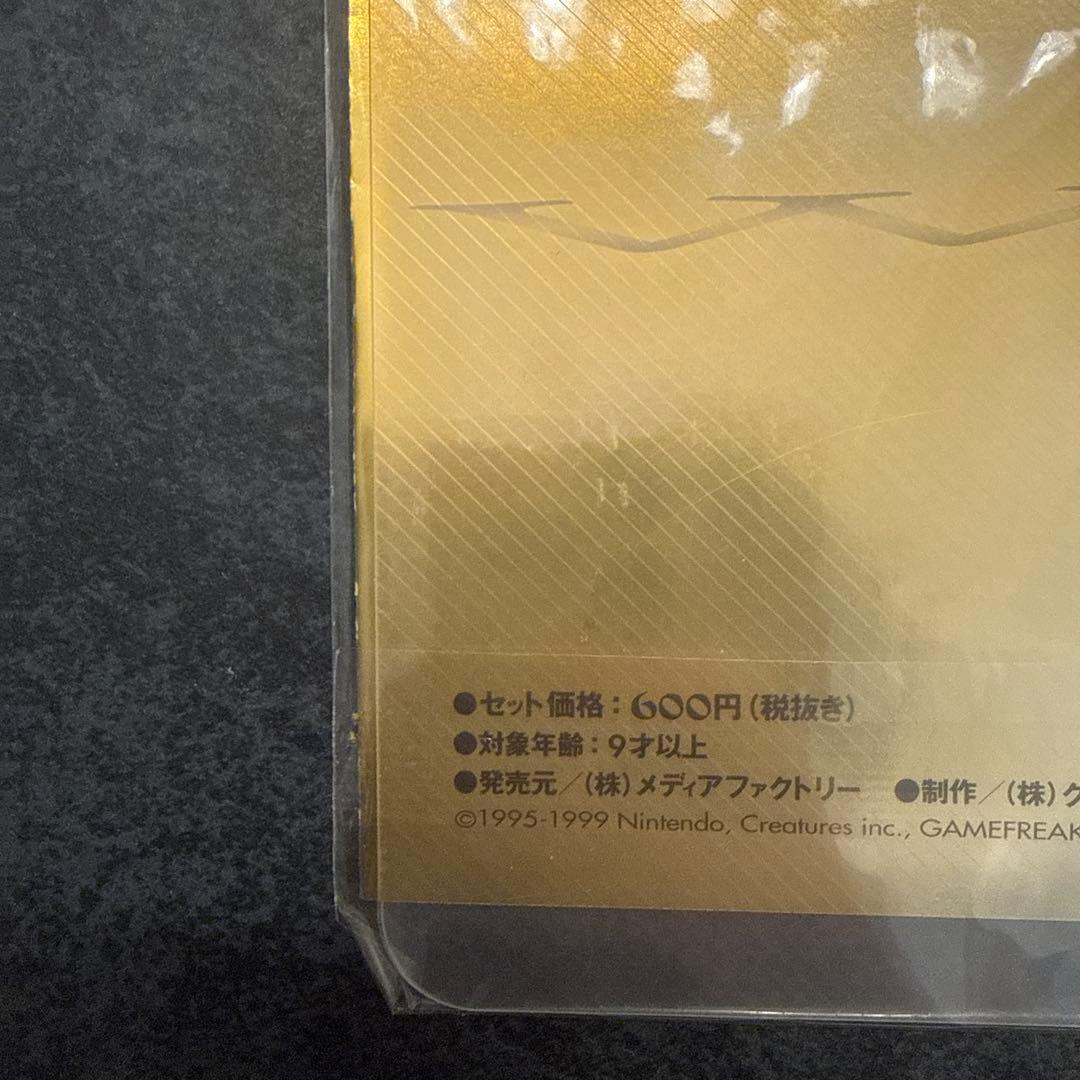 ●セット価格：600円（税抜き）
●対象年齢：9才以上
●発売元／（株）メディアファクトリー　●制作／（株）ク
©1995-1999 Nintendo, Creatures inc., GAMEFREAK